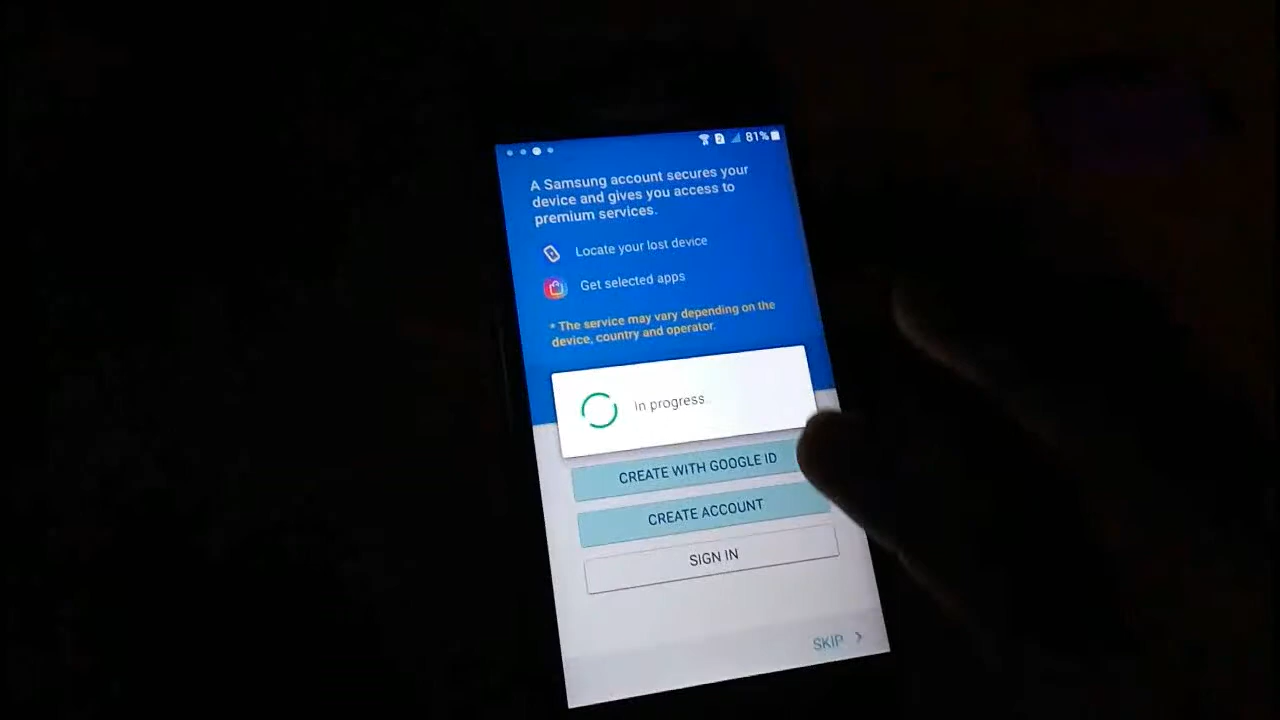 81%
A Samsung account secures your
device and gives you access to
premium services.
Locate your lost device
Get selected apps
* The service may vary depending on the
device, country and operator.
In progress..
CREATE WITH GOOGLE ID
CREATE ACCOUNT
SIGN IN
SKIP >